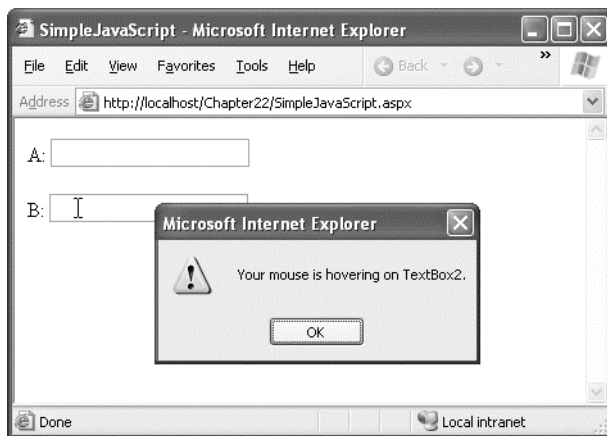 SimpleJavaScript - Microsoft Internet Explorer
File Edit View Favorites Tools Help Back »
Address http://localhost/Chapter22/SimpleJavaScript.aspx
A:
B:
Microsoft Internet Explorer
Your mouse is hovering on TextBox2.
OK
Done Local intranet